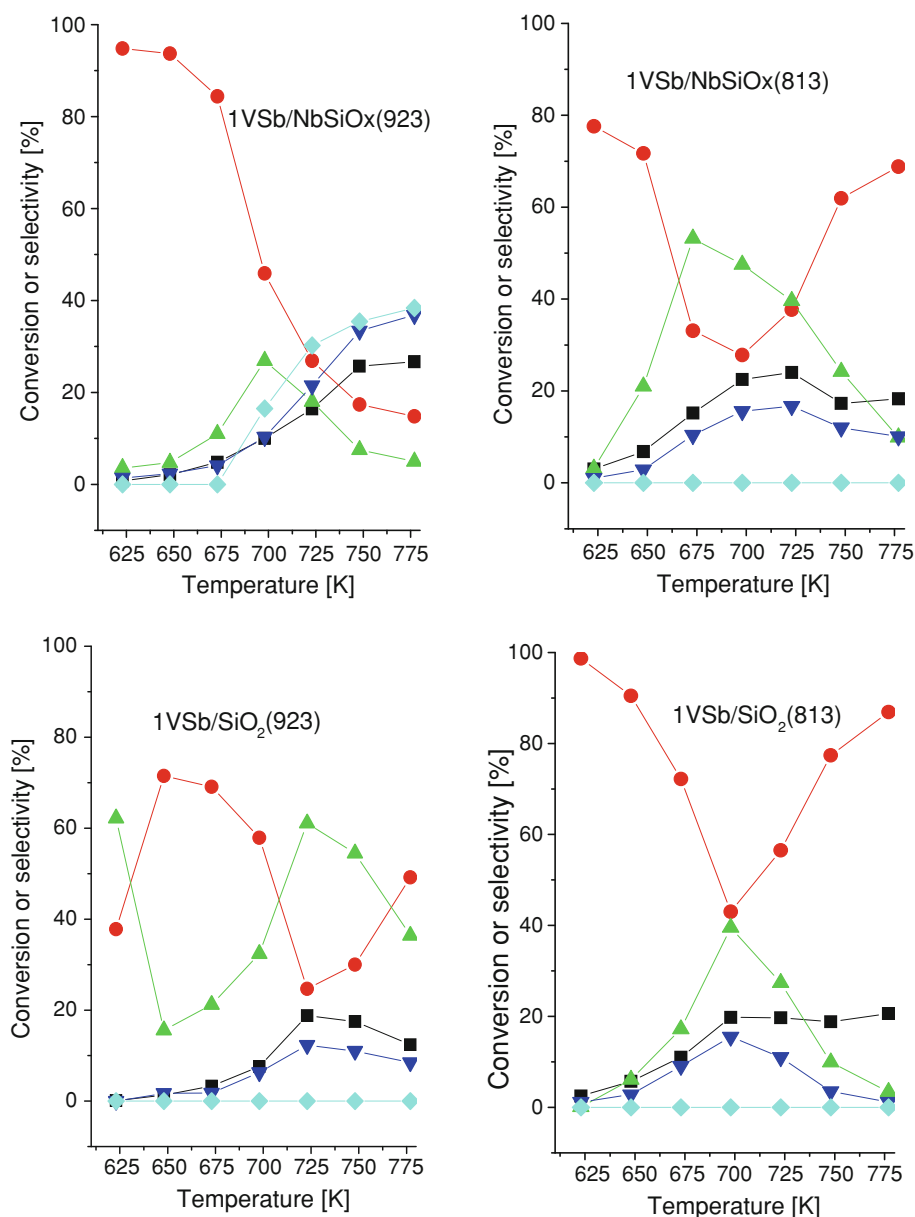 1VSb/NbSiOx(923)
Conversion or selectivity [%]
100
80
60
40
20
0
625 650 675 700 725 750 775
Temperature [K]
1VSb/NbSiOx(813)
Conversion or selectivity [%]
100
80
60
40
20
0
625 650 675 700 725 750 775
Temperature [K]
1VSb/SiO₂(923)
Conversion or selectivity [%]
100
80
60
40
20
0
625 650 675 700 725 750 775
Temperature [K]
1VSb/SiO₂(813)
Conversion or selectivity [%]
100
80
60
40
20
0
625 650 675 700 725 750 775
Temperature [K]